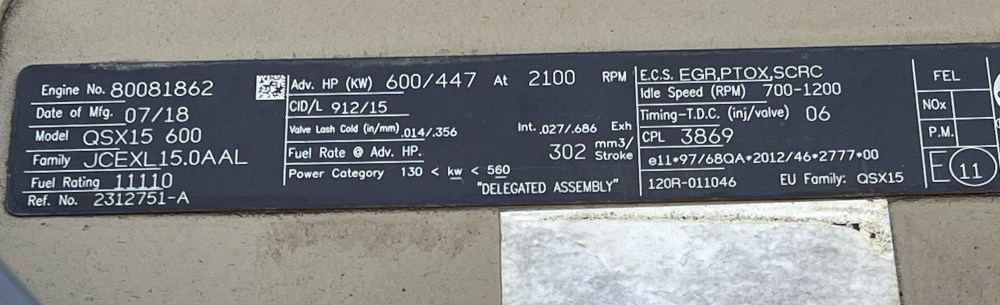 Engine No. 80081862
Date of Mfg. 07/18
Model QSX15 600
Family JCEXL15.0AAL
Fuel Rating 11110
Ref. No. 2312751-A
Adv. HP (KW) 600/447 At 2100 RPM
CID/L 912/15
Valve Lash Cold (in/mm) .014/.356 Int. .027/.686 Exh
Fuel Rate @ Adv. HP. 302 mm3/
Stroke
Power Category 130 < kw < 560
"DELEGATED ASSEMBLY"
E.C.S. EGR,PTOX,SCRC
Idle Speed (RPM) 700-1200
Timing-T.D.C. (inj/valve) 06
CPL 3869
e11*97/68QA*2012/46*2777*00
120R-011046 EU Family: QSX15
FEL
NOx
P.M.
E 11